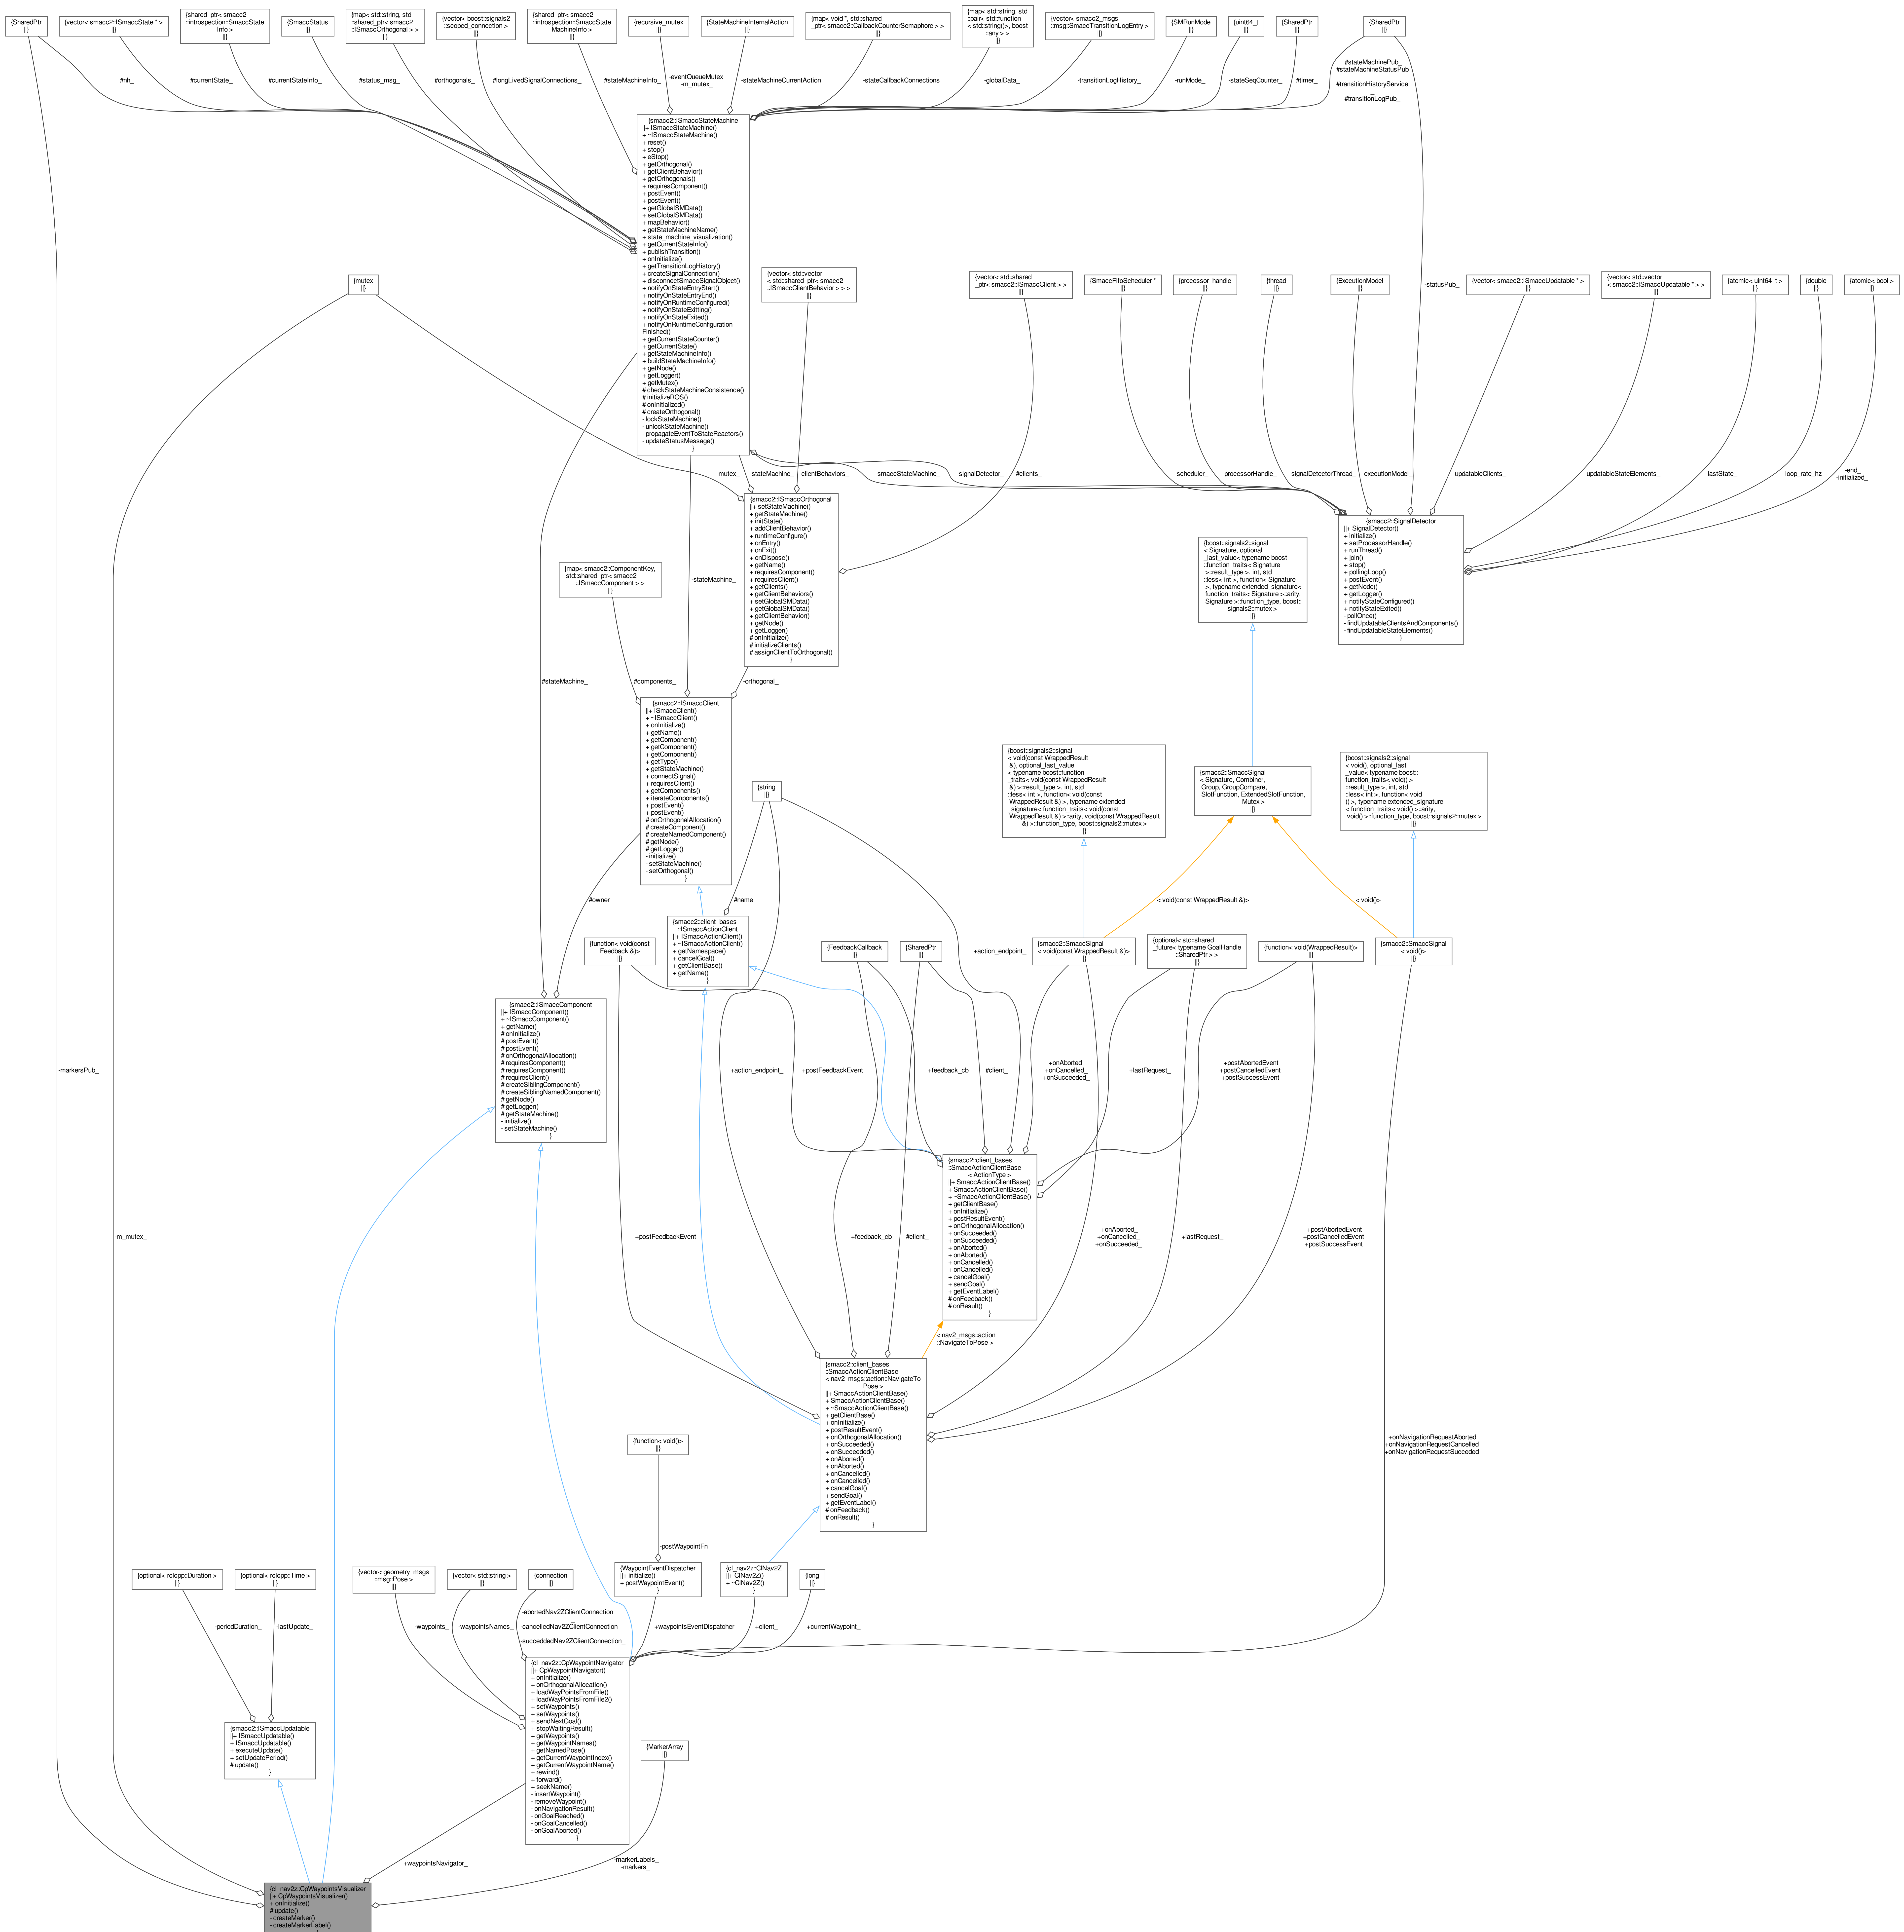 {SharedPtr
||}
{vector< smacc2::ISmaccState * >
||}
{shared_ptr< smacc2
::introspection::SmaccState
Info >
||}
{SmaccStatus
||}
{map< std::string, std
::shared_ptr< smacc2
::ISmaccOrthogonal > >
||}
{vector< boost::signals2
::scoped_connection >
||}
{shared_ptr< smacc2
::introspection::SmaccState
MachineInfo >
||}
{recursive_mutex
||}
{StateMachineInternalAction
||}
{map< void *, std::shared
_ptr< smacc2::CallbackCounterSemaphore > >
||}
{map< std::string, std
::pair< std::function
< std::string()>, boost
::any > >
||}
{vector< smacc2_msgs
::msg::SmaccTransitionLogEntry >
||}
{SMRunMode
||}
{uint64_t
||}
{SharedPtr
||}
{SharedPtr
||}
#nh_
#currentState_
#currentStateInfo_
#status_msg_
#orthogonals_
#longLivedSignalConnections_
#stateMachineInfo_
-eventQueueMutex_
-m_mutex_
-stateMachineCurrentAction
-stateCallbackConnections
-globalData_
-transitionLogHistory_
-runMode_
-stateSeqCounter_
#timer_
#stateMachinePub_
#stateMachineStatusPub
_
#transitionHistoryService
_
#transitionLogPub_
{smacc2::ISmaccStateMachine
||+ ISmaccStateMachine()
+ ~ISmaccStateMachine()
+ reset()
+ stop()
+ eStop()
+ getOrthogonal()
+ getClientBehavior()
+ getOrthogonals()
+ requiresComponent()
+ postEvent()
+ postEvent()
+ getGlobalSMData()
+ setGlobalSMData()
+ mapBehavior()
+ getStateMachineName()
+ state_machine_visualization()
+ getCurrentStateInfo()
+ publishTransition()
+ onInitialize()
+ getTransitionLogHistory()
+ createSignalConnection()
+ disconnectSmaccSignalObject()
+ notifyOnStateEntryStart()
+ notifyOnStateEntryEnd()
+ notifyOnRuntimeConfigured()
+ notifyOnStateExitting()
+ notifyOnStateExited()
+ notifyOnRuntimeConfiguration
Finished()
+ getCurrentStateCounter()
+ getCurrentState()
+ getStateMachineInfo()
+ buildStateMachineInfo()
+ getNode()
+ getLogger()
+ getMutex()
# checkStateMachineConsistence()
# initializeROS()
# onInitialized()
# createOrthogonal()
- lockStateMachine()
- unlockStateMachine()
- propagateEventToStateReactors()
- updateStatusMessage()
}
{mutex
||}
{vector< std::vector
< std::shared_ptr< smacc2
::ISmaccClientBehavior > > >
||}
{vector< std::shared
_ptr< smacc2::ISmaccClient > >
||}
{SmaccFifoScheduler *
||}
{processor_handle
||}
{thread
||}
{ExecutionModel
||}
-statusPub_
{vector< smacc2::ISmaccUpdatable * >
||}
{vector< std::vector
< smacc2::ISmaccUpdatable * > >
||}
{atomic< uint64_t >
||}
{double
||}
{atomic< bool >
||}
-mutex_
-stateMachine_
-clientBehaviors_
-smaccStateMachine_
-signalDetector_
#clients_
-scheduler_
-processorHandle_
-signalDetectorThread_
-executionModel_
-updatableClients_
-updatableStateElements_
-lastState_
-loop_rate_hz
-end_
-initialized_
{smacc2::ISmaccOrthogonal
||+ setStateMachine()
+ getStateMachine()
+ initState()
+ addClientBehavior()
+ runtimeConfigure()
+ onEntry()
+ onExit()
+ onDispose()
+ getName()
+ requiresComponent()
+ requiresClient()
+ getClients()
+ getClientBehaviors()
+ setGlobalSMData()
+ getGlobalSMData()
+ getClientBehavior()
+ getNode()
+ getLogger()
# onInitialize()
# initializeClients()
# assignClientToOrthogonal()
}
{smacc2::SignalDetector
||+ SignalDetector()
+ initialize()
+ setProcessorHandle()
+ runThread()
+ join()
+ stop()
+ pollingLoop()
+ postEvent()
+ getNode()
+ getLogger()
+ notifyStateConfigured()
+ notifyStateExited()
- pollOnce()
- findUpdatableClientsAndComponents()
- findUpdatableStateElements()
}
{boost::signals2::signal
< Signature, optional
_last_value< typename boost
::function_traits< Signature
>::result_type >, int, std
::less< int >, function< Signature
>, typename extended_signature<
function_traits< Signature >::arity,
Signature >::function_type, boost::
signals2::mutex >
||}
{map< smacc2::ComponentKey,
std::shared_ptr< smacc2
::ISmaccComponent > >
||}
-stateMachine_
#stateMachine_
#components_
-orthogonal_
{smacc2::ISmaccClient
||+ ISmaccClient()
+ ~ISmaccClient()
+ onInitialize()
+ getName()
+ getComponent()
+ getComponent()
+ getComponent()
+ getType()
+ getStateMachine()
+ connectSignal()
+ requiresClient()
+ getComponents()
+ iterateComponents()
+ postEvent()
+ postEvent()
# onOrthogonalAllocation()
# createComponent()
# createNamedComponent()
# getNode()
# getLogger()
- initialize()
- setStateMachine()
- setOrthogonal()
}
{string
||}
{boost::signals2::signal
< void(const WrappedResult
&), optional_last_value
< typename boost::function
_traits< void(const WrappedResult
&) >::result_type >, int, std
::less< int >, function< void(const
WrappedResult &) >, typename extended
_signature< function_traits< void(const
WrappedResult &) >::arity, void(const WrappedResult
&) >::function_type, boost::signals2::mutex >
||}
{smacc2::SmaccSignal
< Signature, Combiner,
Group, GroupCompare,
SlotFunction, ExtendedSlotFunction,
Mutex >
||}
{boost::signals2::signal
< void(), optional_last
_value< typename boost::
function_traits< void() >
::result_type >, int, std
::less< int >, function< void
() >, typename extended_signature
< function_traits< void() >::arity,
void() >::function_type, boost::signals2::mutex >
||}
#owner_
#name_
< void(const WrappedResult &)>
< void()>
{smacc2::client_bases
::ISmaccActionClient
||+ ISmaccActionClient()
+ ~ISmaccActionClient()
+ getNamespace()
+ cancelGoal()
+ getClientBase()
+ getName()
}
{function< void(const
Feedback &)>
||}
{FeedbackCallback
||}
{SharedPtr
||}
+action_endpoint_
{smacc2::SmaccSignal
< void(const WrappedResult &)>
||}
{optional< std::shared
_future< typename GoalHandle
::SharedPtr > >
||}
{function< void(WrappedResult)>
||}
{smacc2::SmaccSignal
< void()>
||}
{smacc2::ISmaccComponent
||+ ISmaccComponent()
+ ~ISmaccComponent()
+ getName()
# onInitialize()
# postEvent()
# postEvent()
# onOrthogonalAllocation()
# requiresComponent()
# requiresComponent()
# requiresClient()
# createSiblingComponent()
# createSiblingNamedComponent()
# getNode()
# getLogger()
# getStateMachine()
- initialize()
- setStateMachine()
}
-markersPub_
+action_endpoint_
+postFeedbackEvent
+feedback_cb
#client_
+onAborted_
+onCancelled_
+onSucceeded_
+lastRequest_
+postAbortedEvent
+postCancelledEvent
+postSuccessEvent
{smacc2::client_bases
::SmaccActionClientBase
< ActionType >
||+ SmaccActionClientBase()
+ SmaccActionClientBase()
+ ~SmaccActionClientBase()
+ getClientBase()
+ onInitialize()
+ postResultEvent()
+ onOrthogonalAllocation()
+ onSucceeded()
+ onSucceeded()
+ onAborted()
+ onAborted()
+ onCancelled()
+ onCancelled()
+ cancelGoal()
+ sendGoal()
+ getEventLabel()
# onFeedback()
# onResult()
}
-m_mutex_
+postFeedbackEvent
+feedback_cb
#client_
+onAborted_
+onCancelled_
+onSucceeded_
+lastRequest_
+postAbortedEvent
+postCancelledEvent
+postSuccessEvent
< nav2_msgs::action
::NavigateToPose >
{smacc2::client_bases
::SmaccActionClientBase
< nav2_msgs::action::NavigateTo
Pose >
||+ SmaccActionClientBase()
+ SmaccActionClientBase()
+ ~SmaccActionClientBase()
+ getClientBase()
+ onInitialize()
+ postResultEvent()
+ onOrthogonalAllocation()
+ onSucceeded()
+ onSucceeded()
+ onAborted()
+ onAborted()
+ onCancelled()
+ onCancelled()
+ cancelGoal()
+ sendGoal()
+ getEventLabel()
# onFeedback()
# onResult()
}
{function< void()>
||}
+onNavigationRequestAborted
+onNavigationRequestCancelled
+onNavigationRequestSucceded
-postWaypointFn
{optional< rclcpp::Duration >
||}
{optional< rclcpp::Time >
||}
{vector< geometry_msgs
::msg::Pose >
||}
{vector< std::string >
||}
{connection
||}
{WaypointEventDispatcher
||+ initialize()
+ postWaypointEvent()
}
{cl_nav2z::ClNav2Z
||+ ClNav2Z()
+ ~ClNav2Z()
}
{long
||}
-periodDuration_
-lastUpdate_
-waypoints_
-waypointsNames_
-abortedNav2ZClientConnection
_
-cancelledNav2ZClientConnection
_
-succeddedNav2ZClientConnection_
+waypointsEventDispatcher
+client_
+currentWaypoint_
{cl_nav2z::CpWaypointNavigator
||+ CpWaypointNavigator()
+ onInitialize()
+ onOrthogonalAllocation()
+ loadWayPointsFromFile()
+ loadWayPointsFromFile2()
+ setWaypoints()
+ setWaypoints()
+ sendNextGoal()
+ stopWaitingResult()
+ getWaypoints()
+ getWaypointNames()
+ getNamedPose()
+ getCurrentWaypointIndex()
+ getCurrentWaypointName()
+ rewind()
+ forward()
+ seekName()
- insertWaypoint()
- removeWaypoint()
- onNavigationResult()
- onGoalReached()
- onGoalCancelled()
- onGoalAborted()
}
{smacc2::ISmaccUpdatable
||+ ISmaccUpdatable()
+ ISmaccUpdatable()
+ executeUpdate()
+ setUpdatePeriod()
# update()
}
{MarkerArray
||}
+waypointsNavigator_
-markerLabels_
-markers_
{cl_nav2z::CpWaypointsVisualizer
||+ CpWaypointsVisualizer()
+ onInitialize()
# update()
- createMarker()
- createMarkerLabel()
}